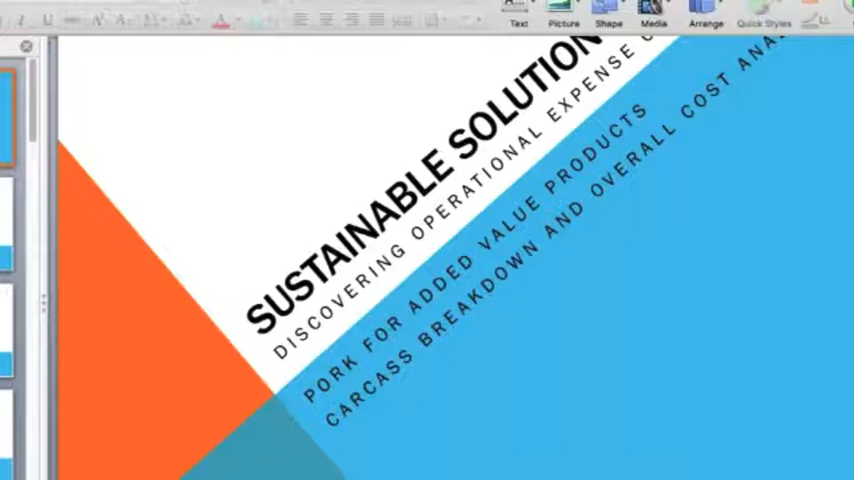 Text
Picture
Shape
Media
Arrange
Quick Styles
SUSTAINABLE SOLUTION
DISCOVERING OPERATIONAL EXPENSE
PORK FOR ADDED VALUE PRODUCTS
CARCASS BREAKDOWN AND OVERALL COST